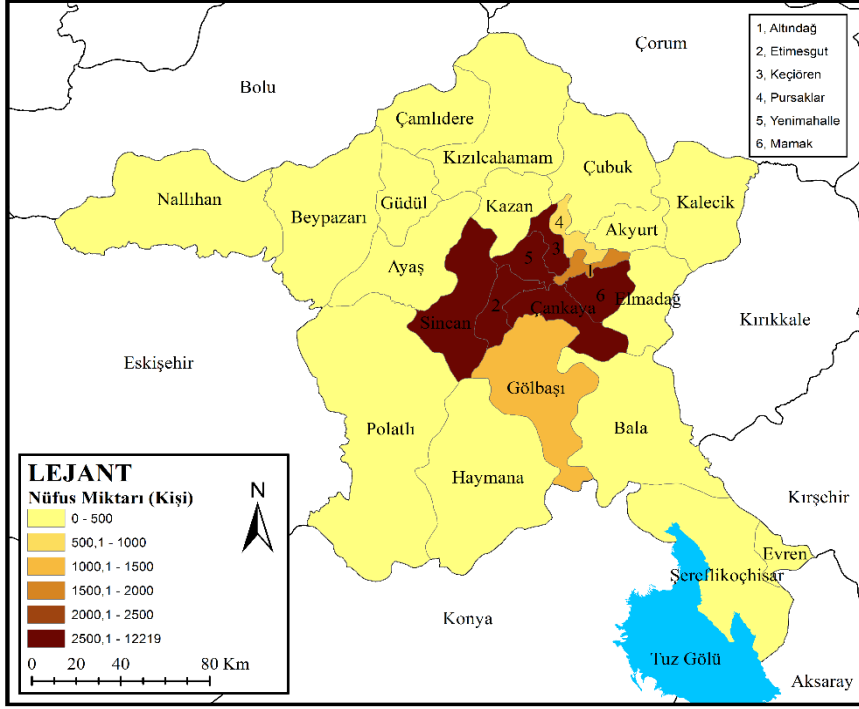 Çorum
1, Altındağ
2, Etimesgut
3, Keçiören
4, Pursaklar
5, Yenimahalle
6, Mamak
Bolu
Çamlıdere
Kızılcahamam
Çubuk
Nallıhan
Beypazarı
Güdül
Kazan
4
Akyurt
Kalecik
Ayaş
5
3
1
Sincan
2
Çankaya
6
Elmadağ
Kırıkkale
Eskişehir
Gölbaşı
Polatlı
Bala
Haymana
LEJANT
Nüfus Miktarı (Kişi)
0 - 500
500,1 - 1000
1000,1 - 1500
1500,1 - 2000
2000,1 - 2500
2500,1 - 12219
0 20 40 80 Km
N
Kırşehir
Evren
Şereflikoçhisar
Konya
Tuz Gölü
Aksaray